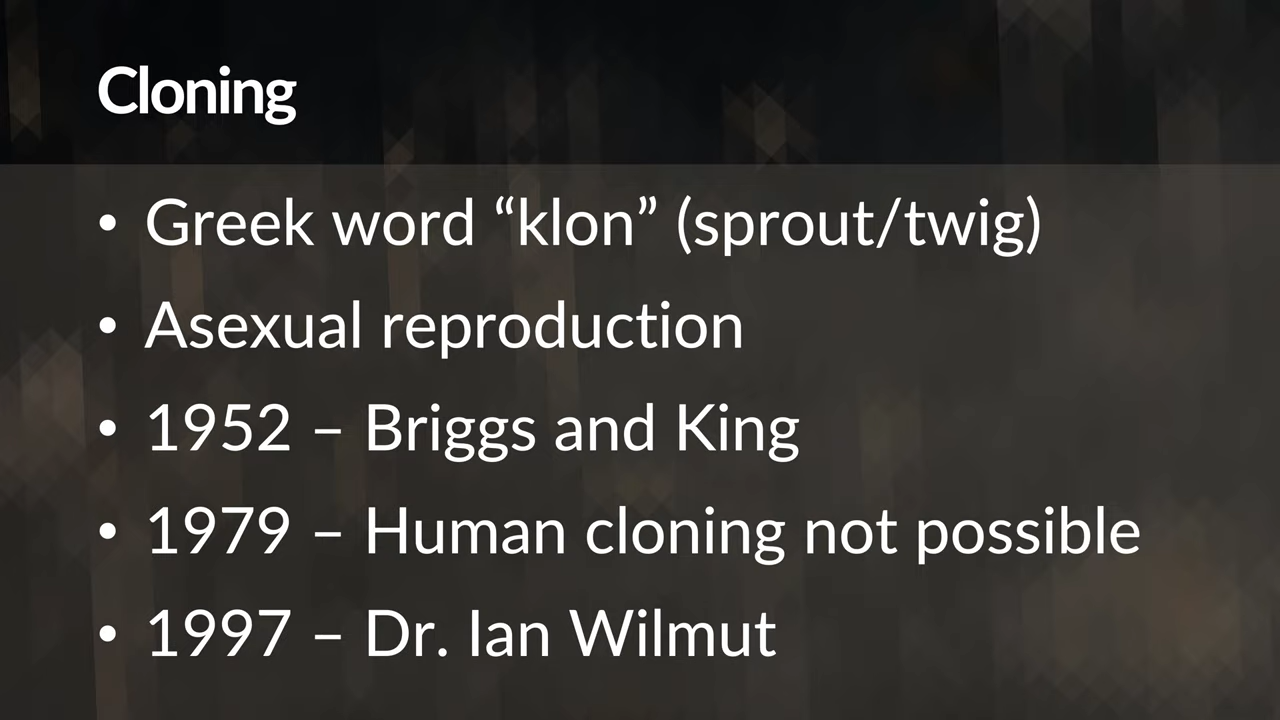 Cloning
• Greek word “klon” (sprout/twig)
• Asexual reproduction
• 1952 – Briggs and King
• 1979 – Human cloning not possible
• 1997 – Dr. Ian Wilmut